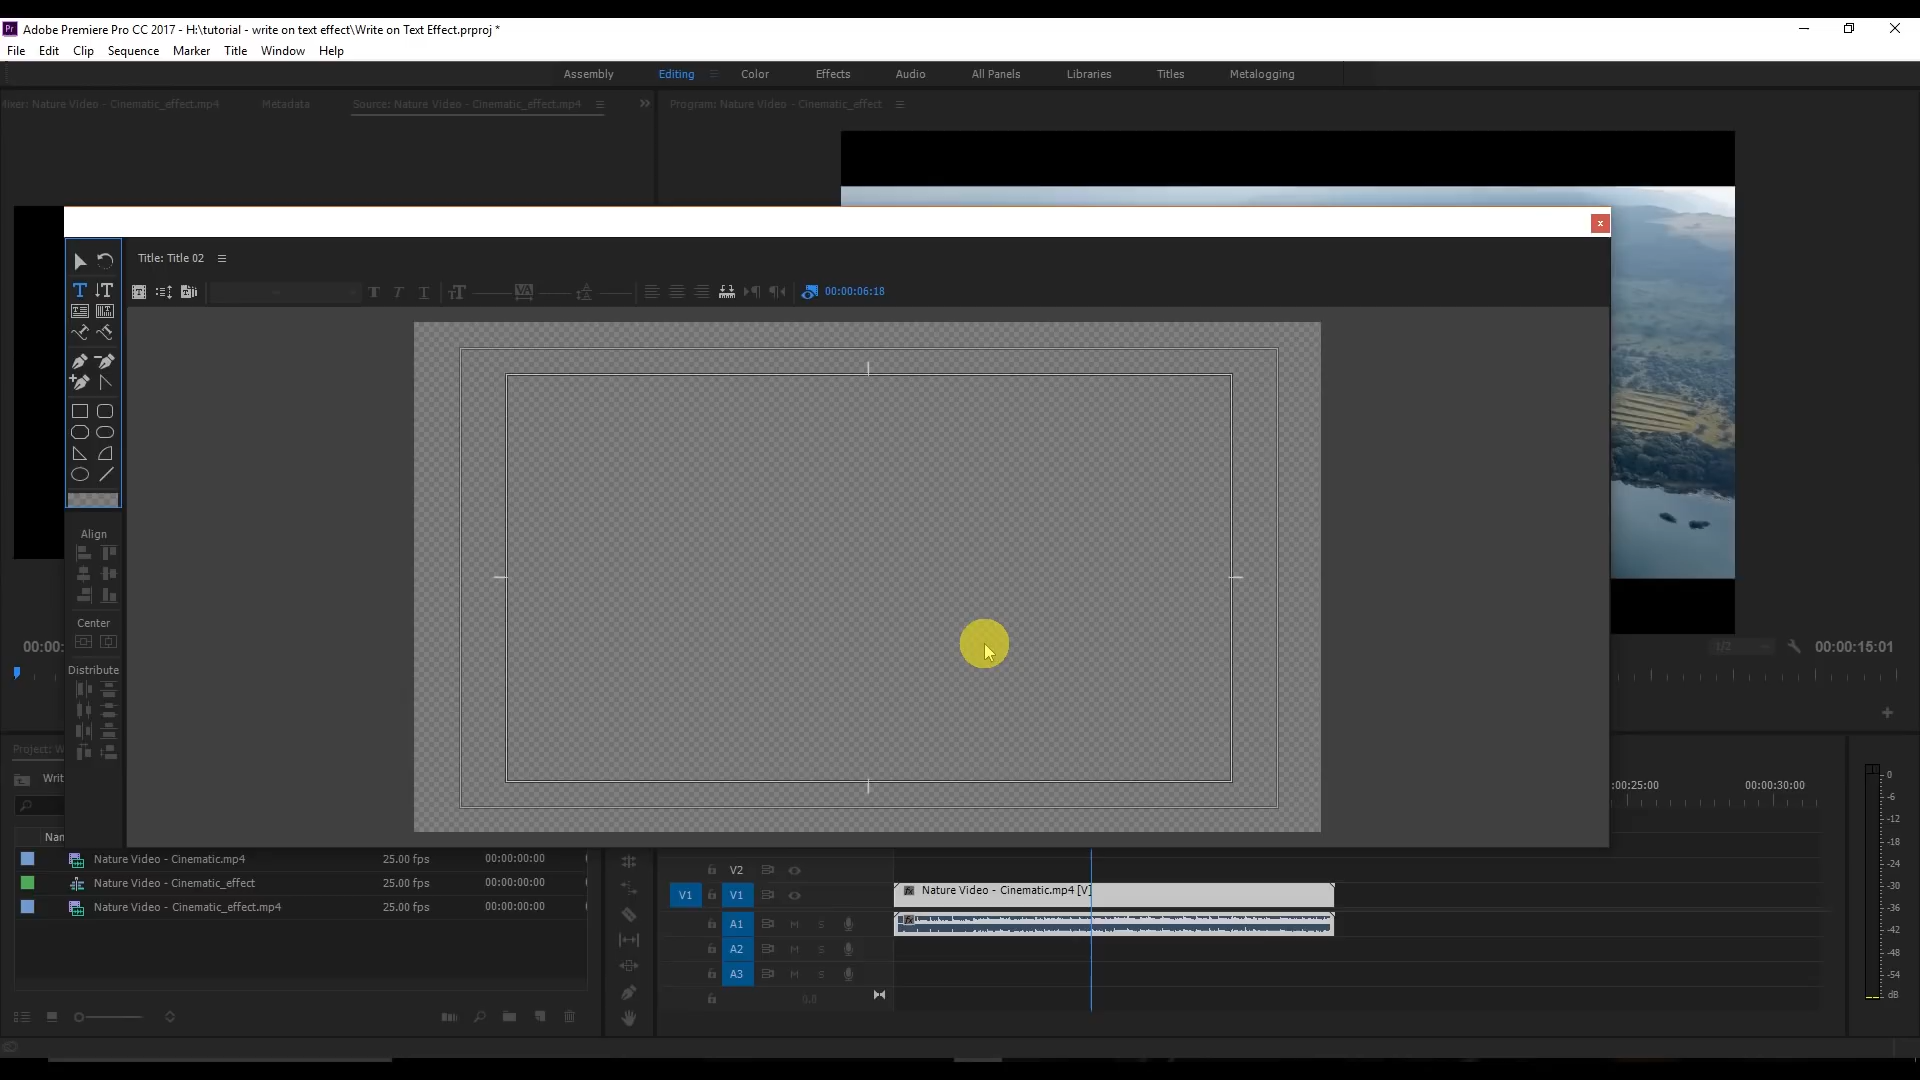 Adobe Premiere Pro CC 2017 - H:\tutorial - write on text effect\Write on Text Effect.prproj *
File Edit Clip Sequence Marker Title Window Help
Assembly Editing Color Effects Audio All Panels Libraries Titles Metalogging
Mixer: Nature Video - Cinematic_effect.mp4 Metadata Source: Nature Video - Cinematic_effect.mp4 Program: Nature Video - Cinematic_effect
Title: Title 02
00:00:06:18
Align
Center
Distribute
00:00: 1/2 00:00:15:01
Project: W
Writ
:00:25:00 00:00:30:00
Nan
Nature Video - Cinematic.mp4 25.00 fps 00:00:00:00
Nature Video - Cinematic_effect 25.00 fps 00:00:00:00
Nature Video - Cinematic_effect.mp4 25.00 fps 00:00:00:00
V2
V1 V1 Nature Video - Cinematic.mp4 [V]
A1 M S
A2 M S
A3 M S
0.0
0
-6
-12
-18
-24
-30
-36
-42
-48
-54
dB